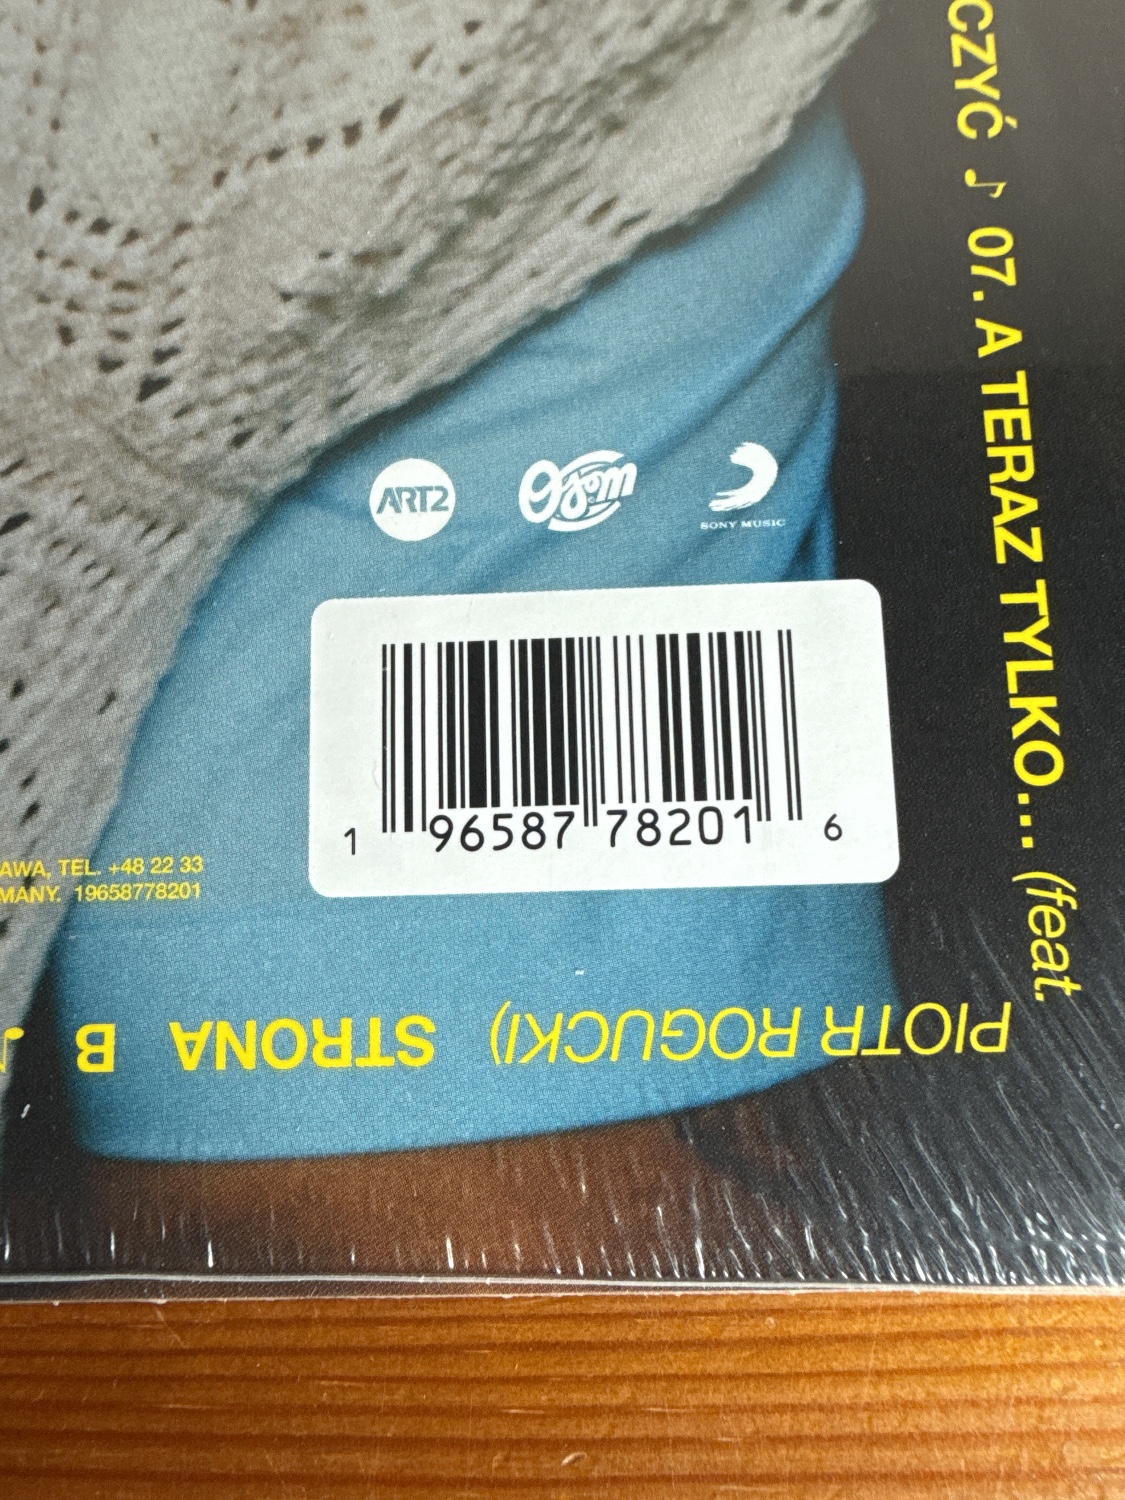 CZYĆ ♪ 07. A TERAZ TYLKO... (feat.
PIOTR ROGUCKI) STRONA B
ART2
Osom
SONY MUSIC
1 96587 78201 6
AWA, TEL. +48 22 33
MANY. 19658778201